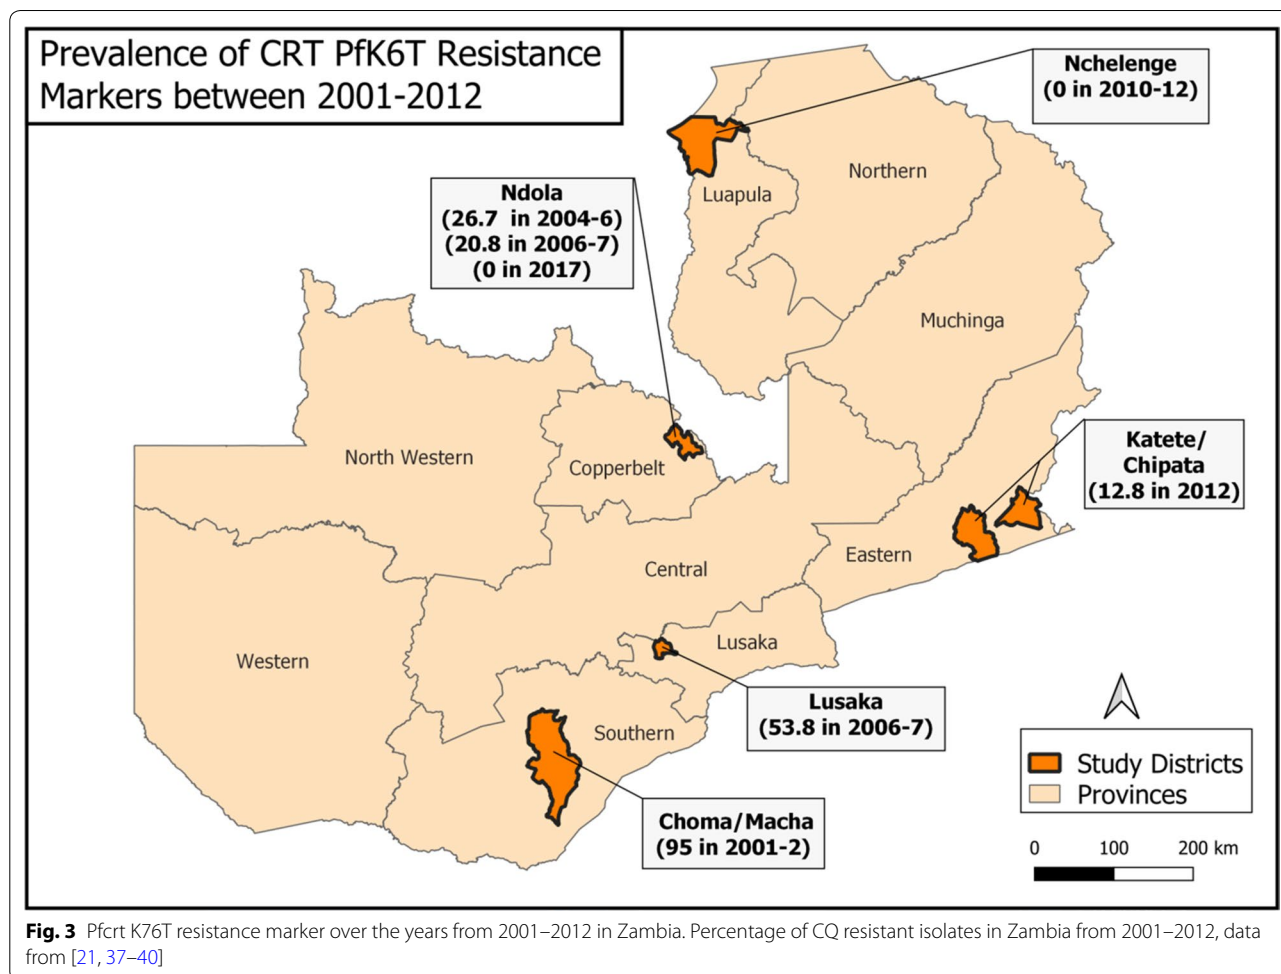 Prevalence of CRT PfK6T Resistance
Markers between 2001-2012
Nchelenge
(0 in 2010-12)
Northern
Luapula
Ndola
(26.7 in 2004-6)
(20.8 in 2006-7)
(0 in 2017)
Muchinga
North Western
Copperbelt
Katete/
Chipata
(12.8 in 2012)
Eastern
Central
Western
Lusaka
Lusaka
(53.8 in 2006-7)
Southern
Choma/Macha
(95 in 2001-2)
Study Districts
Provinces
0 100 200 km
Fig. 3 Pfcrt K76T resistance marker over the years from 2001–2012 in Zambia. Percentage of CQ resistant isolates in Zambia from 2001–2012, data
from [21, 37–40]